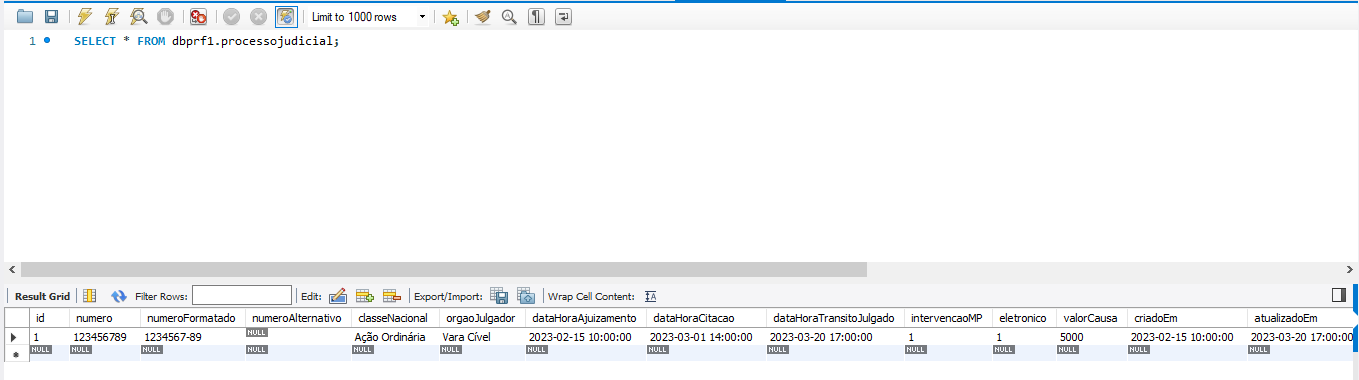 Limit to 1000 rows
1 SELECT * FROM dbprf1.processojudicial;
Result Grid Filter Rows: Edit: Export/Import: Wrap Cell Content: IA
id numero numeroFormatado numeroAlternativo classeNacional orgaoJulgador dataHoraAjuizamento dataHoraCitacao dataHoraTransitoJulgado intervencaoMP eletronico valorCausa criadoEm atualizadoEm
1 123456789 1234567-89 NULL Ação Ordinária Vara Cível 2023-02-15 10:00:00 2023-03-01 14:00:00 2023-03-20 17:00:00 1 1 5000 2023-02-15 10:00:00 2023-03-20 17:00:00
NULL NULL NULL NULL NULL NULL NULL NULL NULL NULL NULL NULL NULL NULL